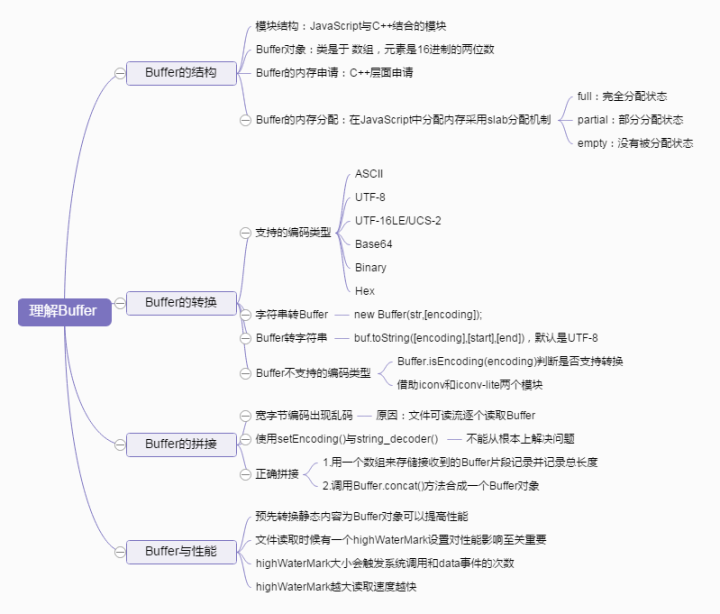 理解Buffer
Buffer的结构
模块结构：JavaScript与C++结合的模块
Buffer对象：类是于 数组，元素是16进制的两位数
Buffer的内存申请：C++层面申请
Buffer的内存分配：在JavaScript中分配内存采用slab分配机制
full：完全分配状态
partial：部分分配状态
empty：没有被分配状态
Buffer的转换
支持的编码类型
ASCII
UTF-8
UTF-16LE/UCS-2
Base64
Binary
Hex
字符串转Buffer
new Buffer(str,[encoding]);
Buffer转字符串
buf.toString([encoding],[start],[end])，默认是UTF-8
Buffer不支持的编码类型
Buffer.isEncoding(encoding)判断是否支持转换
借助iconv和iconv-lite两个模块
Buffer的拼接
宽字节编码出现乱码
原因：文件可读流逐个读取Buffer
使用setEncoding()与string_decoder()
不能从根本上解决问题
正确拼接
1.用一个数组来存储接收到的Buffer片段记录并记录总长度
2.调用Buffer.concat()方法合成一个Buffer对象
Buffer与性能
预先转换静态内容为Buffer对象可以提高性能
文件读取时候有一个highWaterMark设置对性能影响至关重要
highWaterMark大小会触发系统调用和data事件的次数
highWaterMark越大读取速度越快